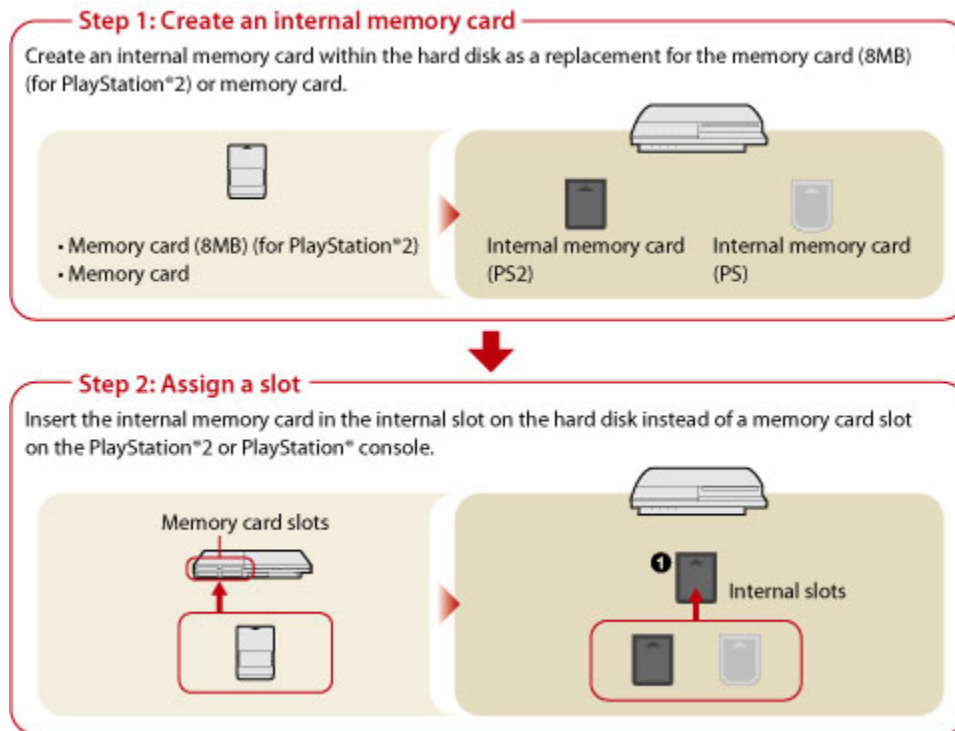 Step 1: Create an internal memory card
Create an internal memory card within the hard disk as a replacement for the memory card (8MB)
(for PlayStation®2) or memory card.
• Memory card (8MB) (for PlayStation®2)
• Memory card
Internal memory card
(PS2)
Internal memory card
(PS)
Step 2: Assign a slot
Insert the internal memory card in the internal slot on the hard disk instead of a memory card slot
on the PlayStation®2 or PlayStation® console.
Memory card slots
1
Internal slots